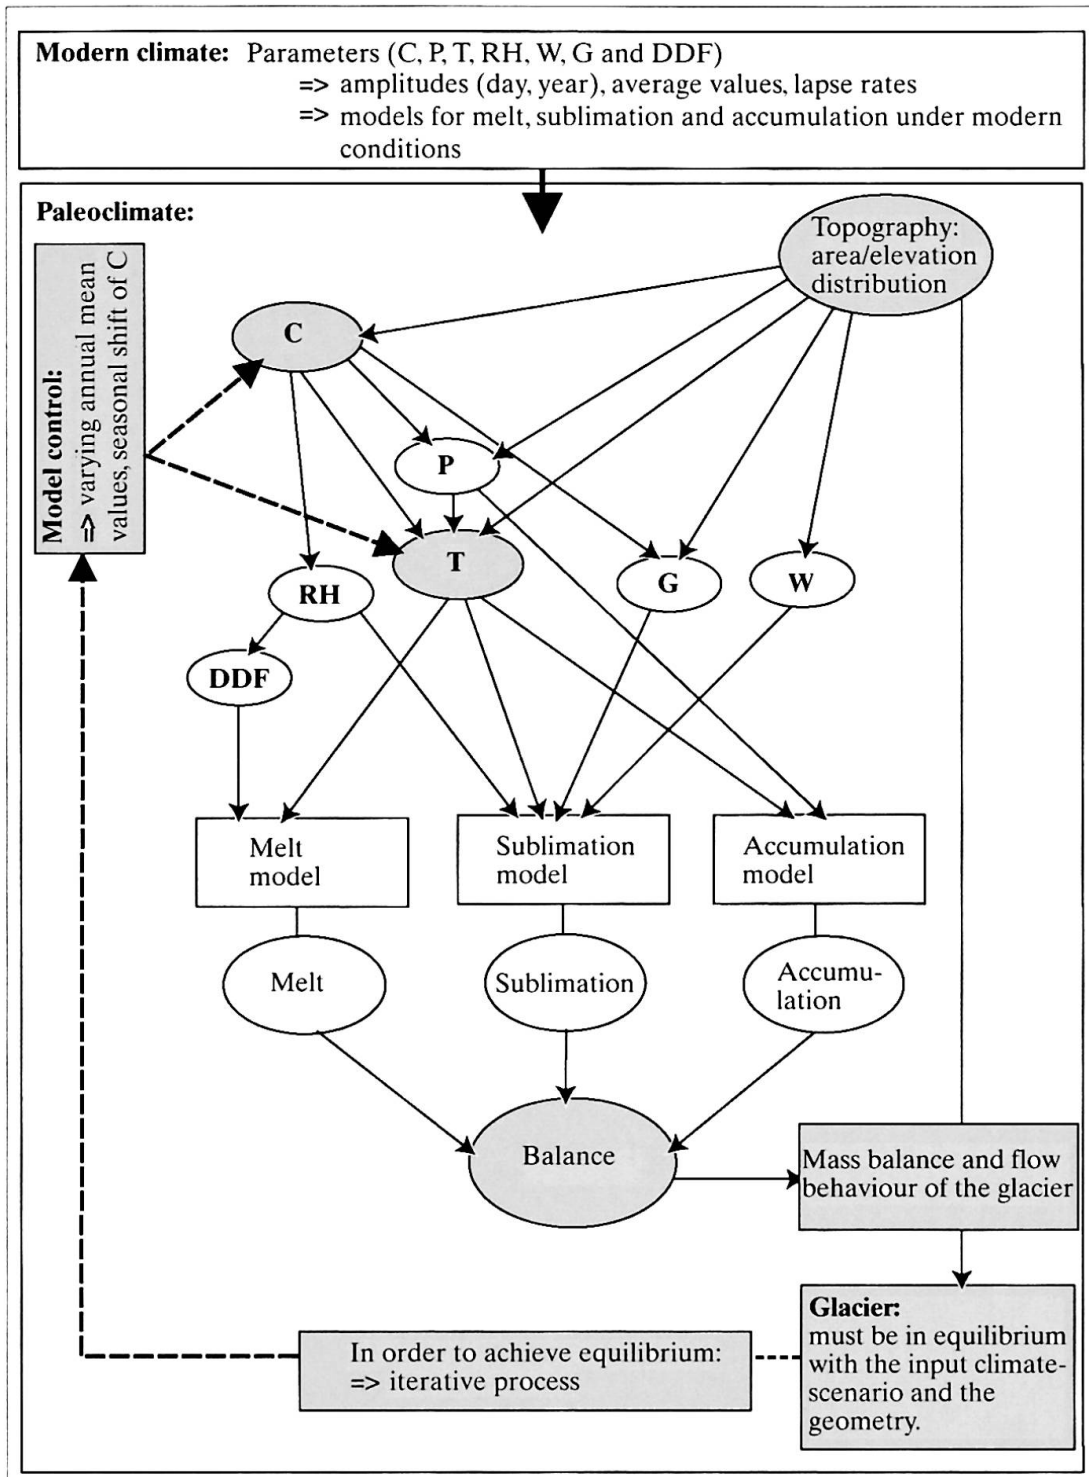 Modern climate: Parameters (C, P, T, RH, W, G and DDF)
=> amplitudes (day, year), average values, lapse rates
=> models for melt, sublimation and accumulation under modern
conditions
Paleoclimate:
Topography:
area/elevation
distribution
Model control:
=> varying annual mean
values, seasonal shift of C
C
P
T
RH
G
W
DDF
Melt
model
Sublimation
model
Accumulation
model
Melt
Sublimation
Accumu-
lation
Balance
Mass balance and flow
behaviour of the glacier
Glacier:
must be in equilibrium
with the input climate-
scenario and the
geometry.
In order to achieve equilibrium:
=> iterative process